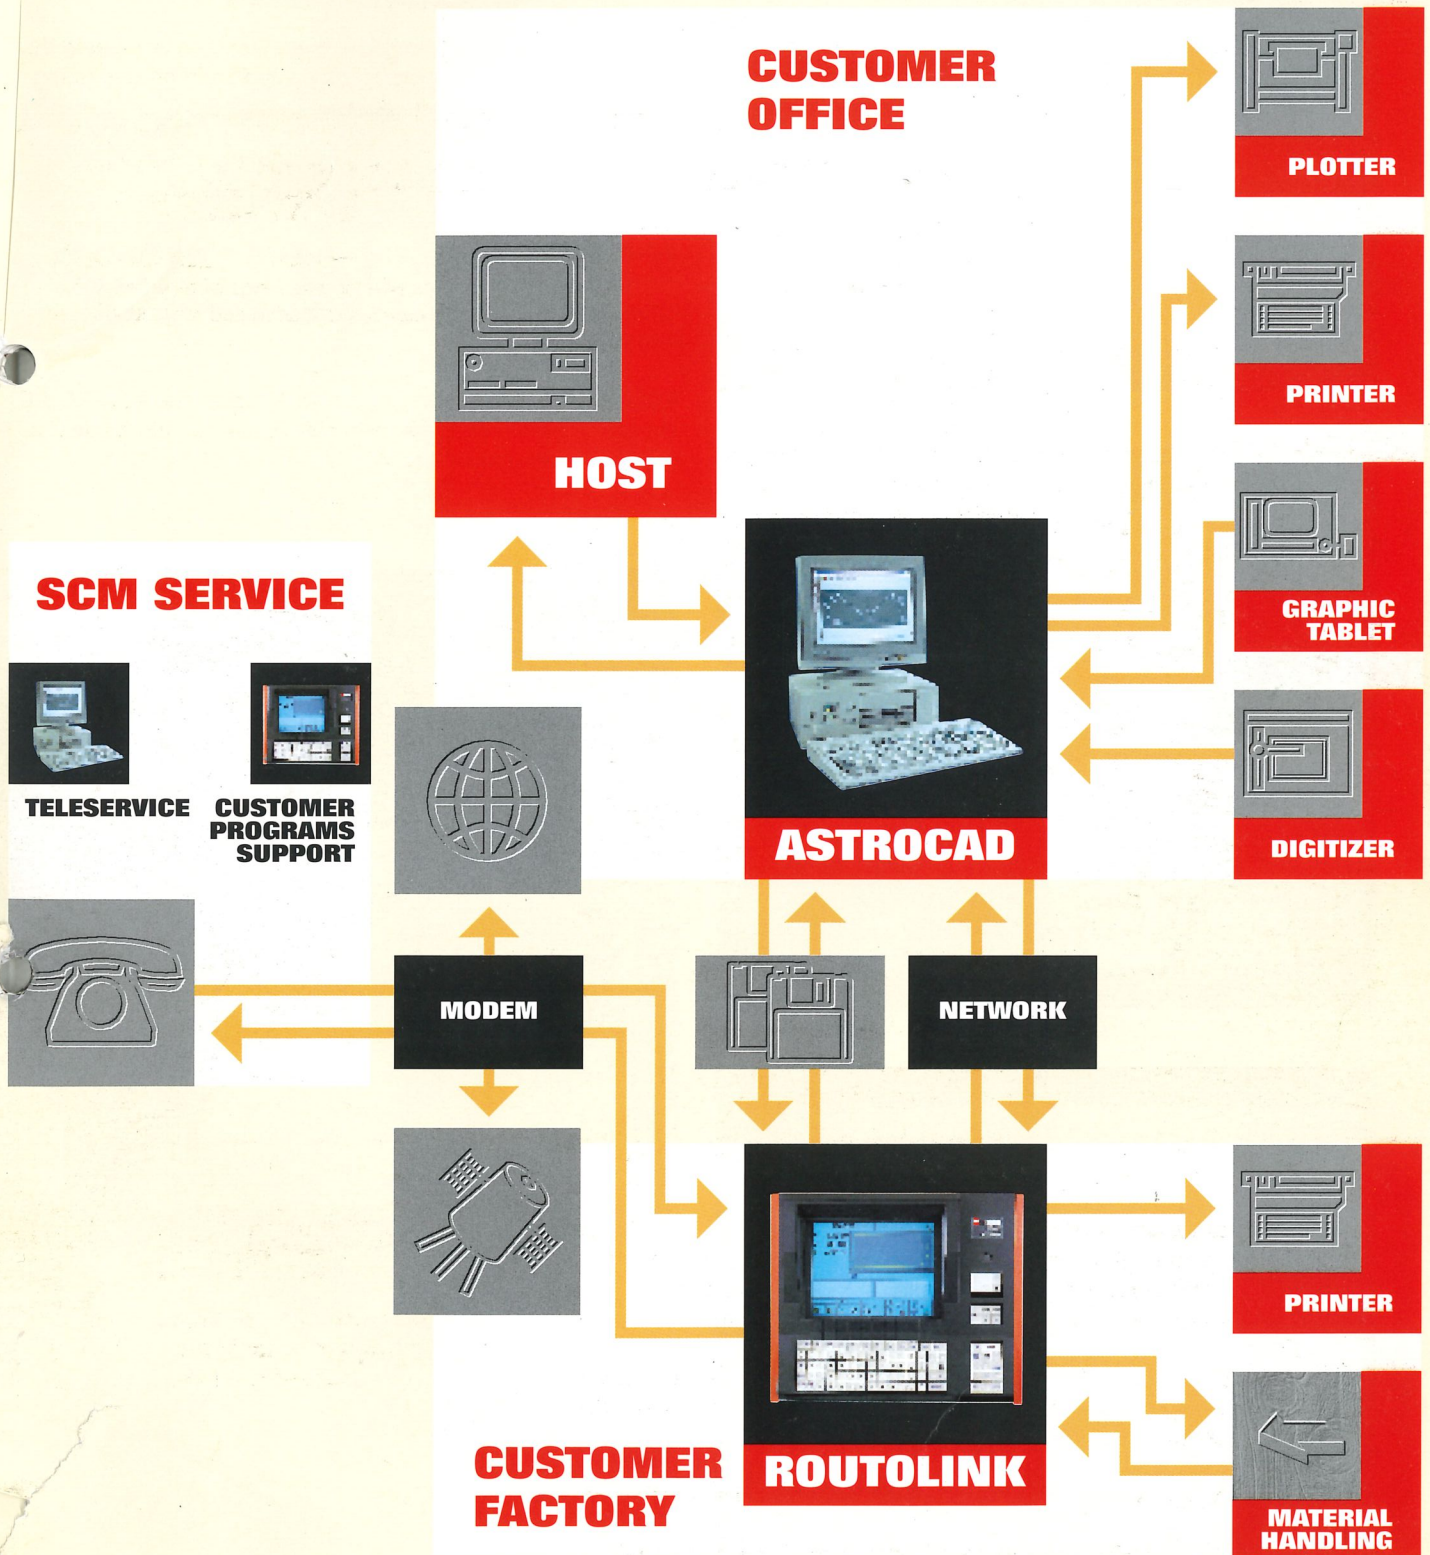 CUSTOMER
OFFICE
PLOTTER
PRINTER
HOST
GRAPHIC
TABLET
SCM SERVICE
TELESERVICE
CUSTOMER
PROGRAMS
SUPPORT
ASTROCAD
DIGITIZER
MODEM
NETWORK
PRINTER
CUSTOMER
FACTORY
ROUTOLINK
MATERIAL
HANDLING